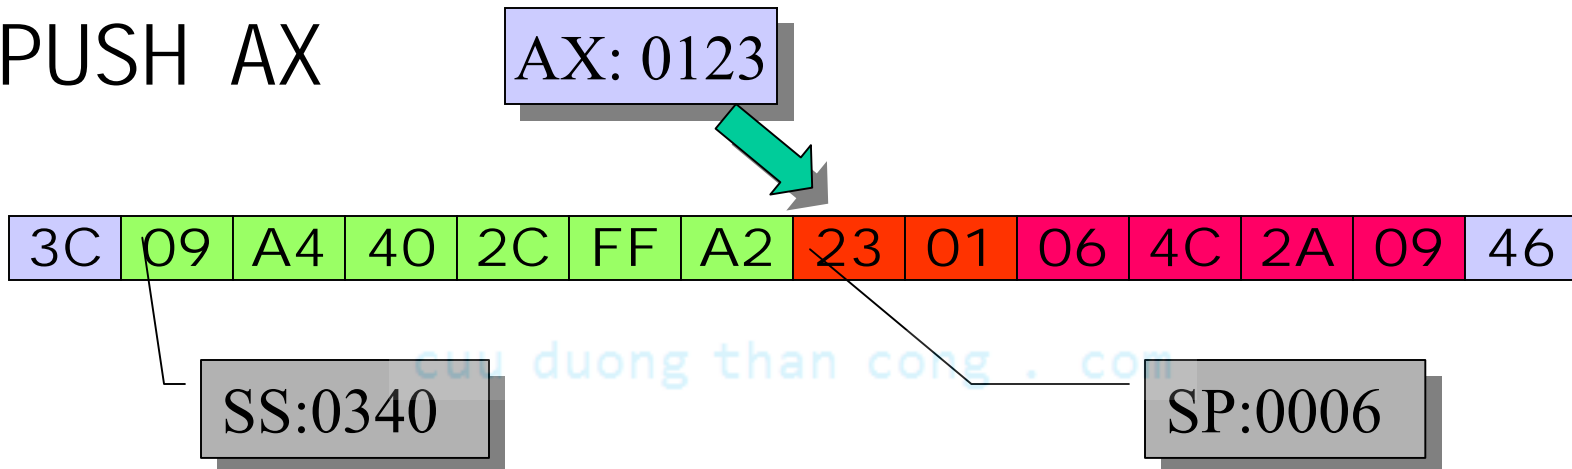 PUSH AX
AX: 0123
3C 09 A4 40 2C FF A2 23 01 06 4C 2A 09 46
cuu duong than cong . com
SS:0340
SP:0006